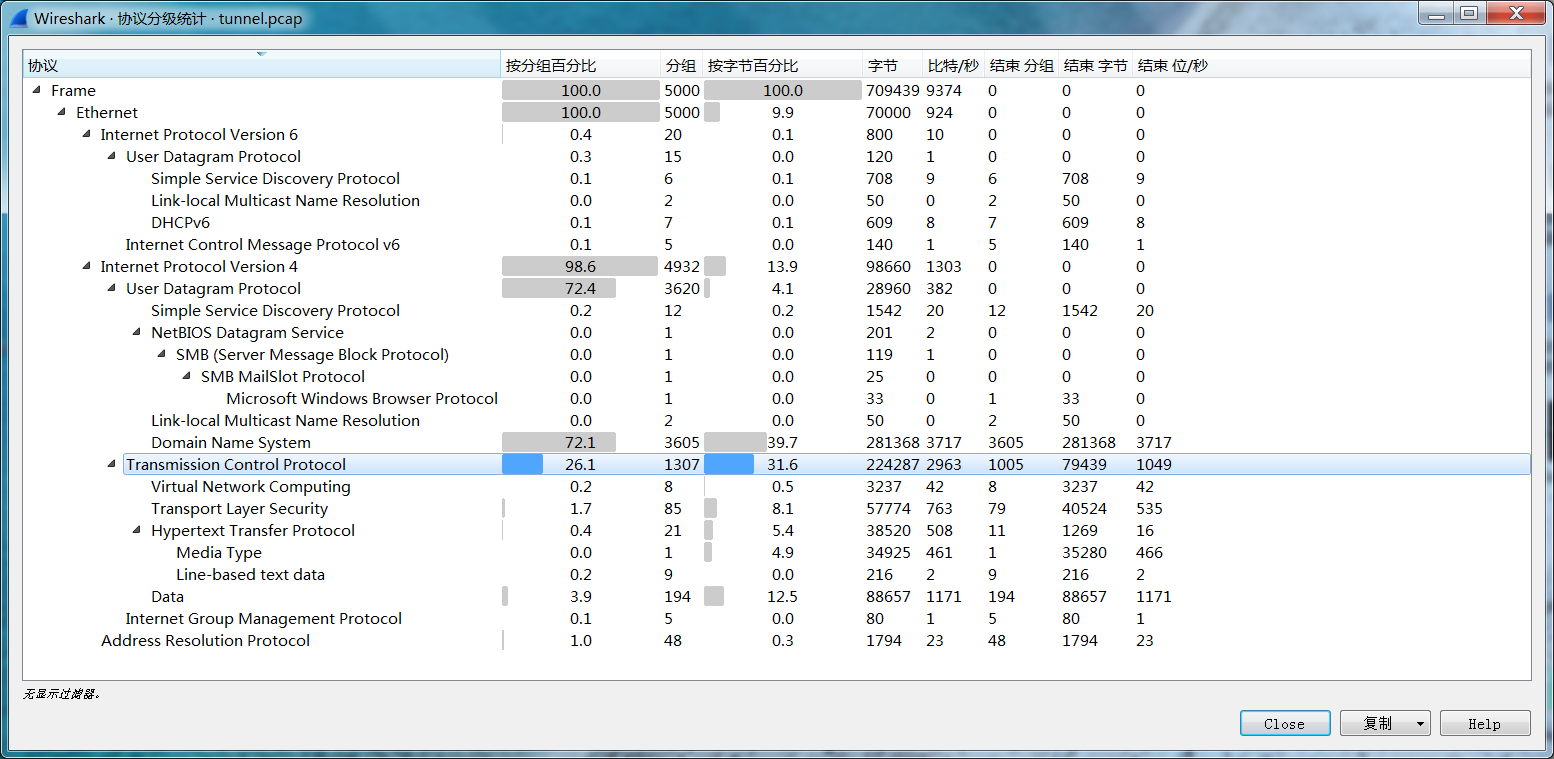 Wireshark · 协议分级统计 · tunnel.pcap
协议 按分组百分比 分组 按字节百分比 字节 比特/秒 结束 分组 结束 字节 结束 位/秒
Frame 100.0 5000 100.0 709439 9374 0 0 0
Ethernet 100.0 5000 9.9 70000 924 0 0 0
Internet Protocol Version 6 0.4 20 0.1 800 10 0 0 0
User Datagram Protocol 0.3 15 0.0 120 1 0 0 0
Simple Service Discovery Protocol 0.1 6 0.1 708 9 6 708 9
Link-local Multicast Name Resolution 0.0 2 0.0 50 0 2 50 0
DHCPv6 0.1 7 0.1 609 8 7 609 8
Internet Control Message Protocol v6 0.1 5 0.0 140 1 5 140 1
Internet Protocol Version 4 98.6 4932 13.9 98660 1303 0 0 0
User Datagram Protocol 72.4 3620 4.1 28960 382 0 0 0
Simple Service Discovery Protocol 0.2 12 0.2 1542 20 12 1542 20
NetBIOS Datagram Service 0.0 1 0.0 201 2 0 0 0
SMB (Server Message Block Protocol) 0.0 1 0.0 119 1 0 0 0
SMB MailSlot Protocol 0.0 1 0.0 25 0 0 0 0
Microsoft Windows Browser Protocol 0.0 1 0.0 33 0 1 33 0
Link-local Multicast Name Resolution 0.0 2 0.0 50 0 2 50 0
Domain Name System 72.1 3605 39.7 281368 3717 3605 281368 3717
Transmission Control Protocol 26.1 1307 31.6 224287 2963 1005 79439 1049
Virtual Network Computing 0.2 8 0.5 3237 42 8 3237 42
Transport Layer Security 1.7 85 8.1 57774 763 79 40524 535
Hypertext Transfer Protocol 0.4 21 5.4 38520 508 11 1269 16
Media Type 0.0 1 4.9 34925 461 1 35280 466
Line-based text data 0.2 9 0.0 216 2 9 216 2
Data 3.9 194 12.5 88657 1171 194 88657 1171
Internet Group Management Protocol 0.1 5 0.0 80 1 5 80 1
Address Resolution Protocol 1.0 48 0.3 1794 23 48 1794 23
无显示过滤器。
Close 复制 Help